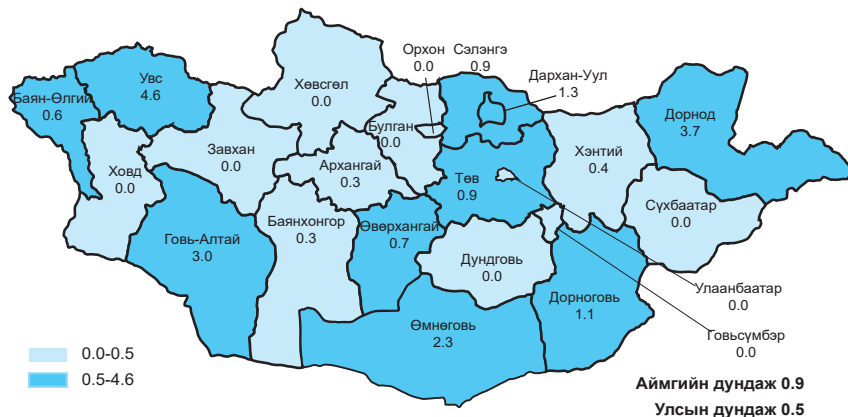 Орхон
0.0
Сэлэнгэ
0.9
Дархан-Уул
1.3
Увс
4.6
Хөвсгөл
0.0
Баян-Өлгий
0.6
Дорнод
3.7
Булган
0.0
Завхан
0.0
Хэнтий
0.4
Архангай
0.3
Ховд
0.0
Төв
0.9
Сүхбаатар
0.0
Баянхонгор
0.3
Өвөрхангай
0.7
Говь-Алтай
3.0
Дундговь
0.0
Улаанбаатар
0.0
Дорноговь
1.1
Өмнөговь
2.3
Говьсүмбэр
0.0
0.0-0.5
0.5-4.6
Аймгийн дундаж 0.9
Улсын дундаж 0.5